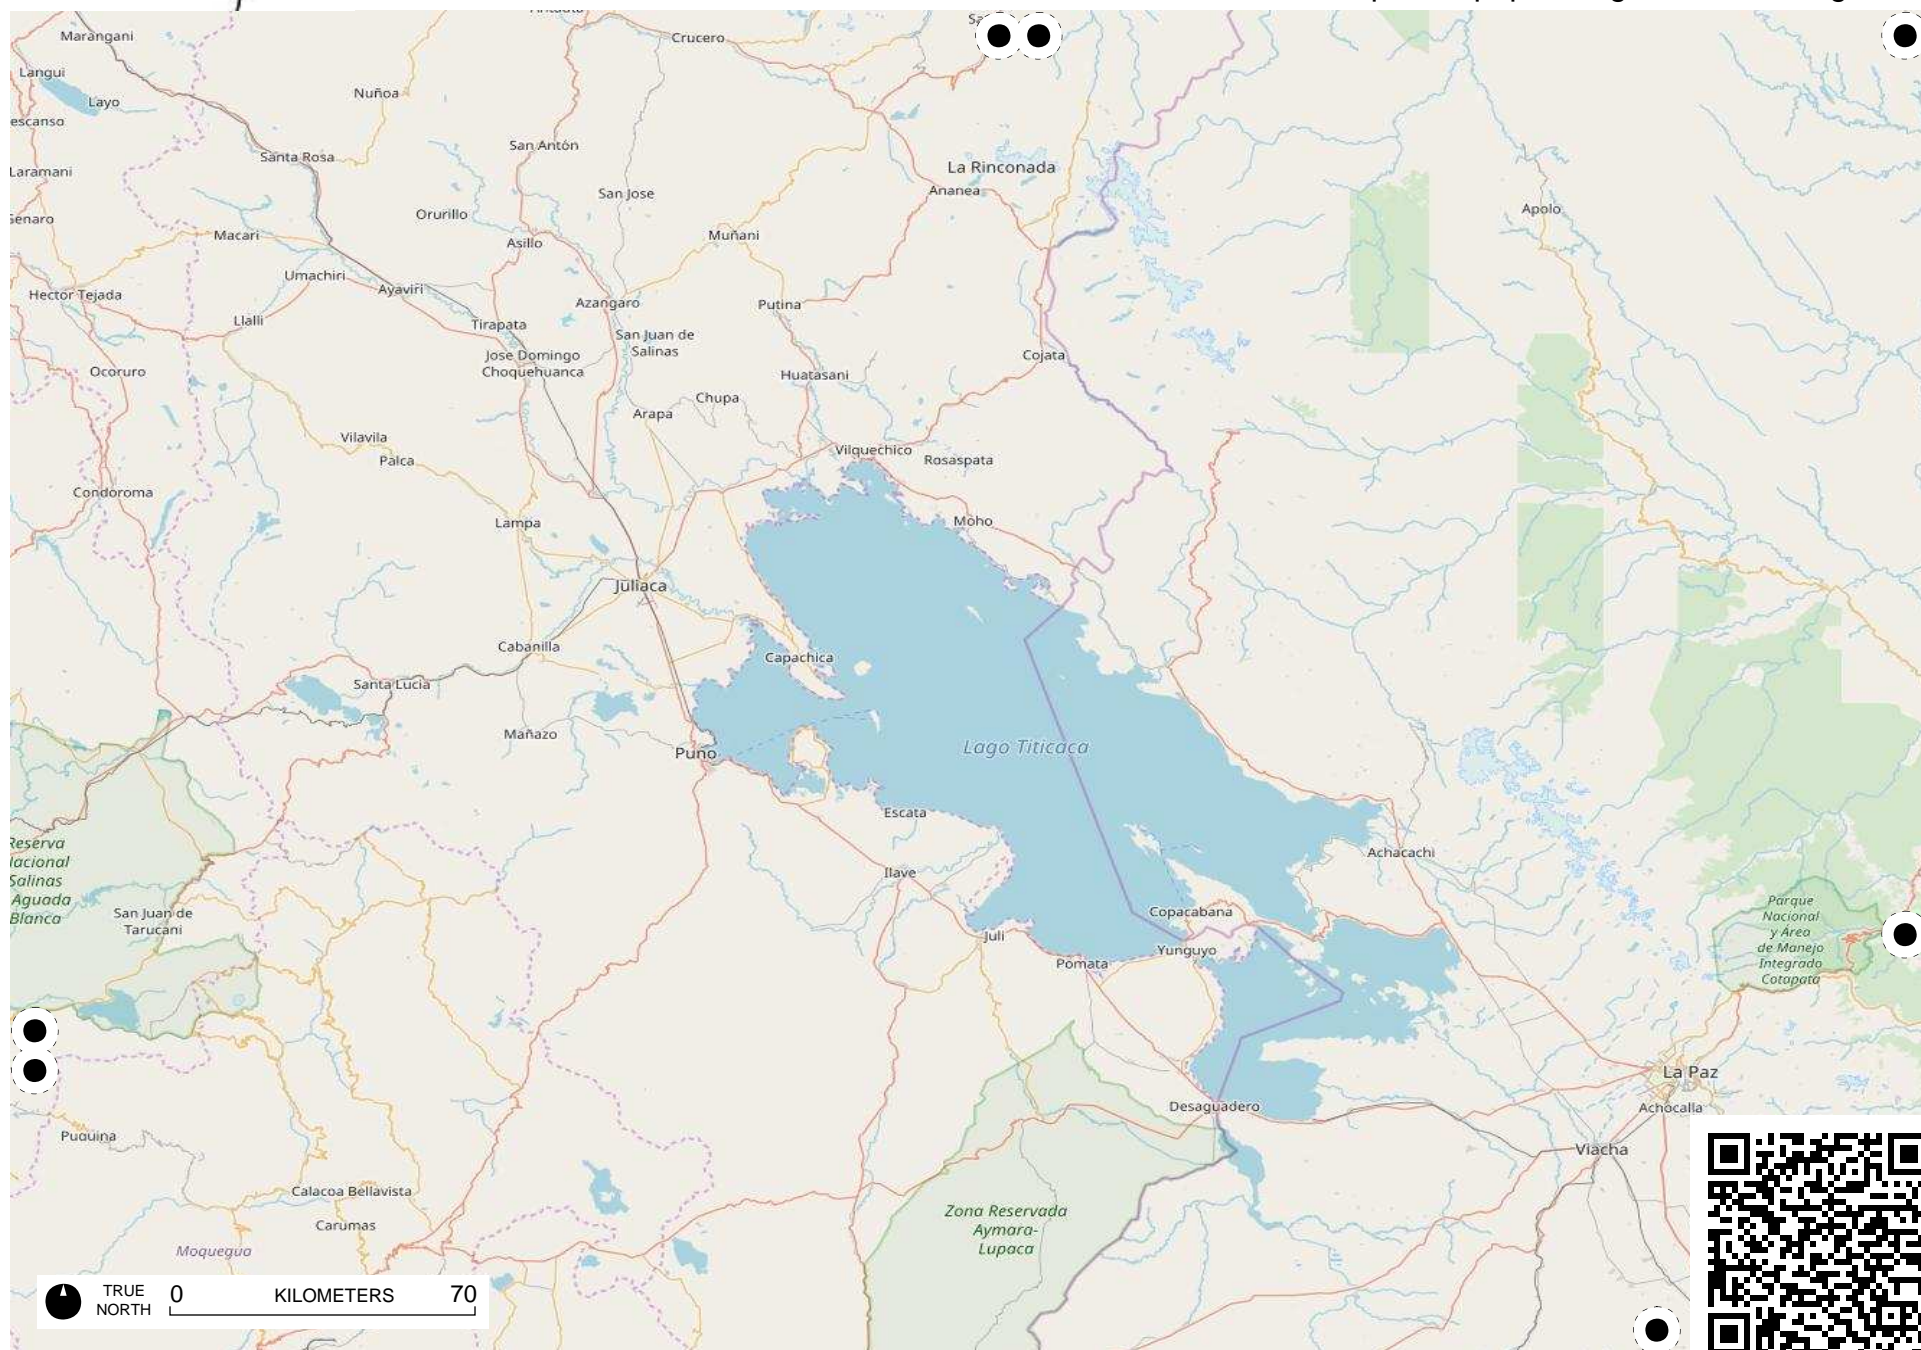 Marangani
Crucero
Langui
Layo
Nuñoa
escanso
San Antón
Santa Rosa
La Rinconada
Laramani
Ananea
San Jose
Apolo
Orurillo
Macari
Asillo
Muñani
Umachiri
Ayaviri
Hector Tejada
Azangaro
Putina
Llalli
Tirapata
San Juan de
Salinas
Jose Domingo
Choquehuanca
Cojata
Ocoruro
Huatasani
Chupa
Arapa
Vilavila
Vilquechico
Palca
Rosaspata
Condoroma
Lampa
Moho
Juliaca
Cabanilla
Capachica
Santa Lucia
Mañazo
Puno
Lago Titicaca
Escata
Reserva
Nacional
Salinas
Aguada
Blanca
Achacachi
Ilave
San Juan de
Tarucani
Copacabana
Parque
Nacional
y Área
de Manejo
Integrado
Cotapata
Juli
Yunguyo
Pomata
La Paz
Desaguadero
Achocalla
Puquina
Viacha
Calacoa Bellavista
Zona Reservada
Aymara-
Lupaca
Carumas
Moquegua
TRUE
NORTH
0 KILOMETERS 70